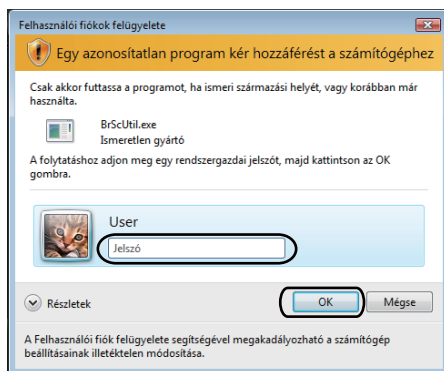 Felhasználói fiókok felügyelete
Egy azonosítatlan program kér hozzáférést a számítógéphez
Csak akkor futtassa a programot, ha ismeri származási helyét, vagy korábban már
használta.
BrScUtil.exe
Ismeretlen gyártó
A folytatáshoz adjon meg egy rendszergazdai jelszót, majd kattintson az OK
gombra.
User
Jelszó
Részletek
OK
Mégse
A Felhasználói fiók felügyelete segítségével megakadályozható a számítógép
beállításainak illetéktelen módosítása.